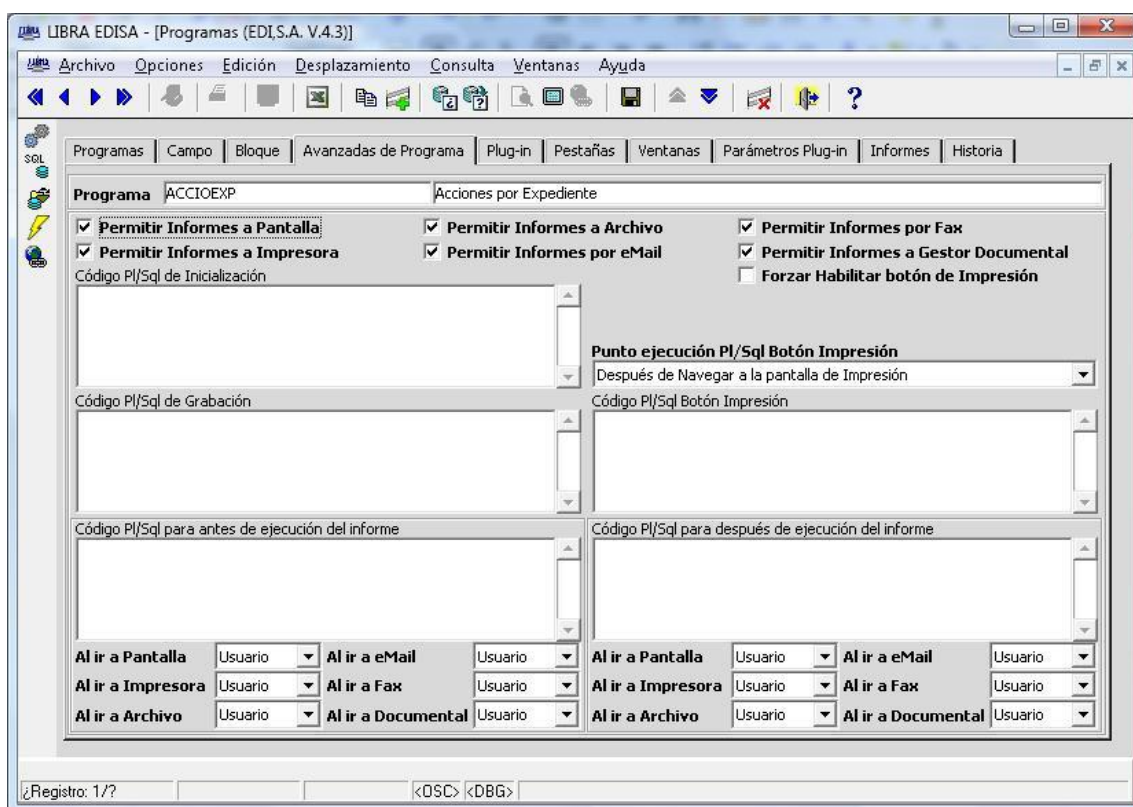 LIBRA EDISA - [Programas (EDI,S.A. V.4.3)]
Archivo Opciones Edición Desplazamiento Consulta Ventanas Ayuda
SQL
Programas Campo Bloque Avanzadas de Programa Plug-in Pestañas Ventanas Parámetros Plug-in Informes Historia
Programa ACCIOEXP Acciones por Expediente
Permitir Informes a Pantalla Permitir Informes a Archivo Permitir Informes por Fax
Permitir Informes a Impresora Permitir Informes por eMail Permitir Informes a Gestor Documental
Código Pl/Sql de Inicialización Forzar Habilitar botón de Impresión
Punto ejecución Pl/Sql Botón Impresión
Después de Navegar a la pantalla de Impresión
Código Pl/Sql de Grabación Código Pl/Sql Botón Impresión
Código Pl/Sql para antes de ejecución del informe Código Pl/Sql para después de ejecución del informe
Al ir a Pantalla Usuario Al ir a eMail Usuario Al ir a Pantalla Usuario Al ir a eMail Usuario
Al ir a Impresora Usuario Al ir a Fax Usuario Al ir a Impresora Usuario Al ir a Fax Usuario
Al ir a Archivo Usuario Al ir a Documental Usuario Al ir a Archivo Usuario Al ir a Documental Usuario
¿Registro: 1/? <OSC> <DBG>